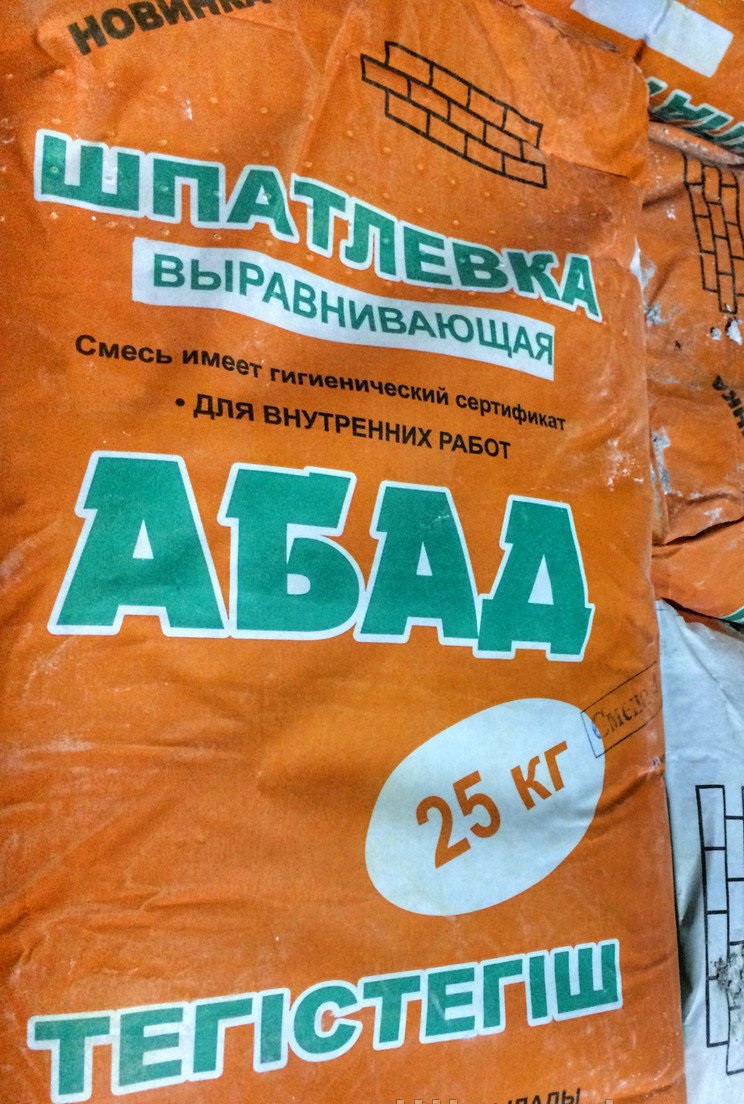 НОВИНКА
ШПАТЛЕВКА
ВЫРАВНИВАЮЩАЯ
Смесь имеет гигиенический сертификат
• ДЛЯ ВНУТРЕННИХ РАБОТ
АБАД
25 кг
ТЕГІСТЕГІШ